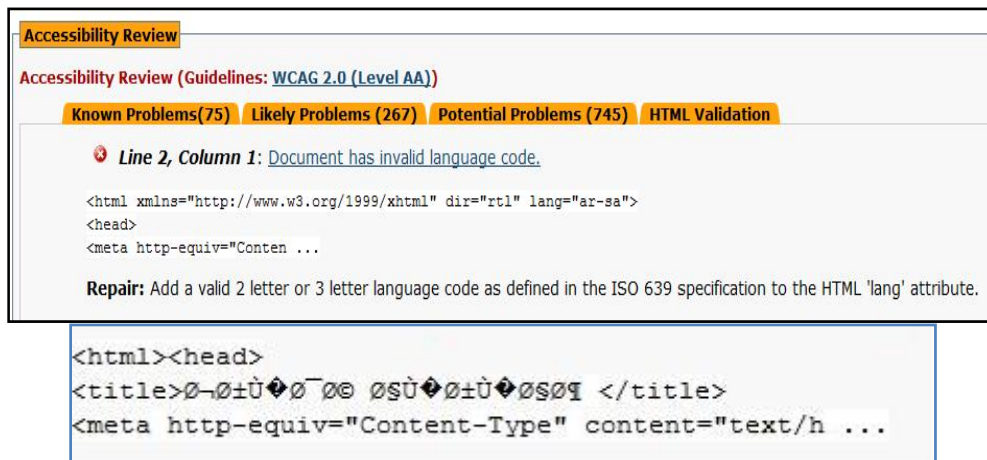 Accessibility Review
Accessibility Review (Guidelines: WCAG 2.0 (Level AA))
Known Problems(75) Likely Problems (267) Potential Problems (745) HTML Validation
Line 2, Column 1: Document has invalid language code.
<html xmlns="http://www.w3.org/1999/xhtml" dir="rtl" lang="ar-sa">
<head>
<meta http-equiv="Conten ...
Repair: Add a valid 2 letter or 3 letter language code as defined in the ISO 639 specification to the HTML 'lang' attribute.
<html><head>
<title>Ø¬Ø±Ù�Ø¯Ø© Ø§Ù�Ø±Ù�Ø§Ø¶ </title>
<meta http-equiv="Content-Type" content="text/h ...